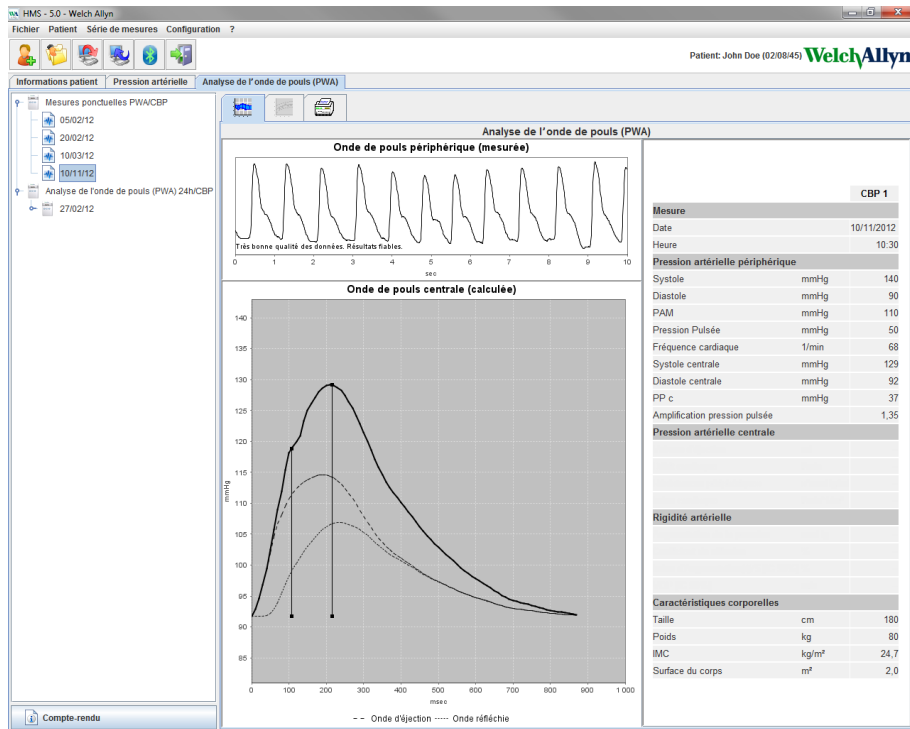 HMS - 5.0 - Welch Allyn
Fichier Patient Série de mesures Configuration ?
Patient: John Doe (02/08/45) WelchAllyn
Informations patient Pression artérielle Analyse de l'onde de pouls (PWA)
Mesures ponctuelles PWA/CBP
05/02/12
20/02/12
10/03/12
10/11/12
Analyse de l'onde de pouls (PWA) 24h/CBP
27/02/12
Compte-rendu
Analyse de l'onde de pouls (PWA)
Onde de pouls périphérique (mesurée)
Très bonne qualité des données. Résultats fiables.
0 1 2 3 4 5 6 7 8 9 10
sec
Onde de pouls centrale (calculée)
140
135
130
125
120
115
110
105
100
95
90
85
mmHg
0 100 200 300 400 500 600 700 800 900 1 000
msec
– – Onde d'éjection ----- Onde réfléchie
CBP 1
Mesure
Date 10/11/2012
Heure 10:30
Pression artérielle périphérique
Systole mmHg 140
Diastole mmHg 90
PAM mmHg 110
Pression Pulsée mmHg 50
Fréquence cardiaque 1/min 68
Systole centrale mmHg 129
Diastole centrale mmHg 92
PP c mmHg 37
Amplification pression pulsée 1,35
Pression artérielle centrale
Rigidité artérielle
Caractéristiques corporelles
Taille cm 180
Poids kg 80
IMC kg/m² 24,7
Surface du corps m² 2,0